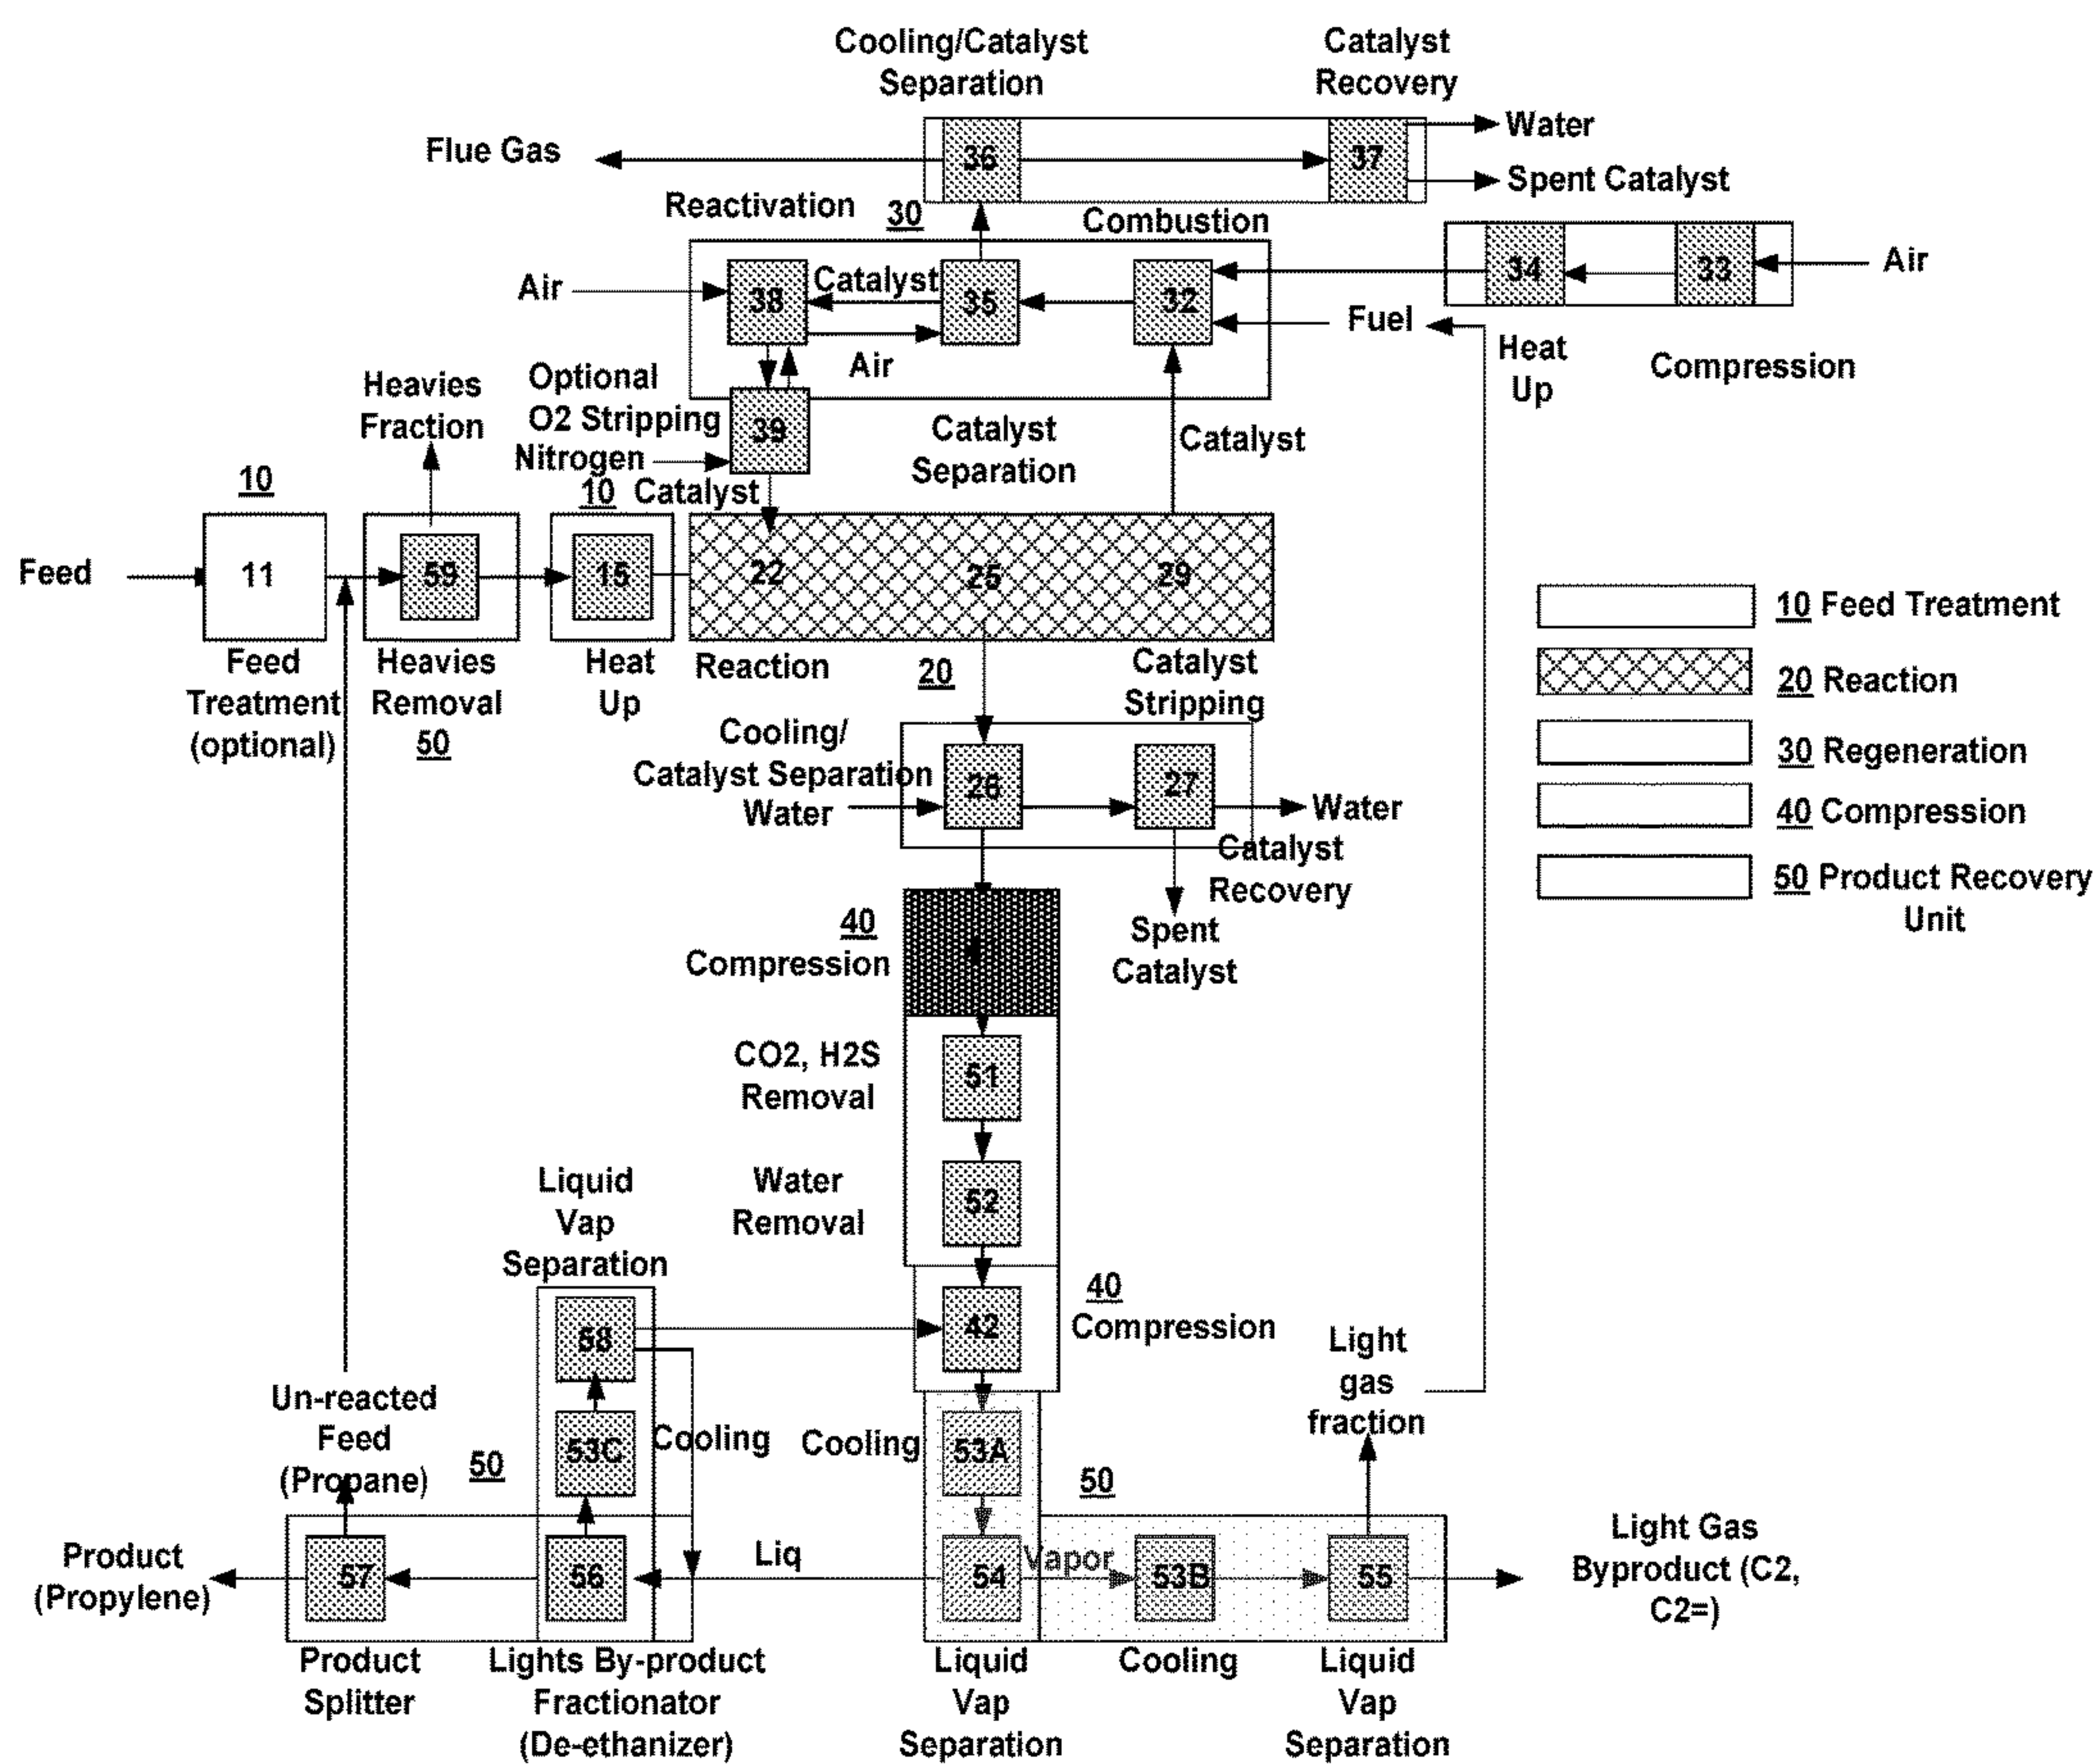 Cooling/Catalyst
Separation
Catalyst
Recovery
Water
Flue Gas
36
37
Spent Catalyst
Reactivation
30
Combustion
34
33
Air
Air
38
Catalyst
35
32
Fuel
Air
Heat
Up
Compression
Heavies
Fraction
Optional
O2 Stripping
39
Nitrogen
Catalyst
Separation
Catalyst
10
10
Catalyst
Feed
11
59
15
22
25
29
Feed
Treatment
(optional)
Heavies
Removal
50
Heat
Up
Reaction
20
Catalyst
Stripping
10 Feed Treatment
20 Reaction
30 Regeneration
40 Compression
50 Product Recovery
Unit
Cooling/
Catalyst Separation
Water
26
27
Water
Catalyst
Recovery
Spent
Catalyst
40
Compression
CO2, H2S
Removal
51
Water
Removal
52
Liquid
Vap
Separation
58
42
40
Compression
Light
gas
fraction
Un-reacted
Feed
(Propane)
50
53C
Cooling
Cooling
53A
50
Product
(Propylene)
57
56
Liq
54
Vapor
53B
55
Light Gas
Byproduct (C2,
C2=)
Product
Splitter
Lights By-product
Fractionator
(De-ethanizer)
Liquid
Vap
Separation
Cooling
Liquid
Vap
Separation